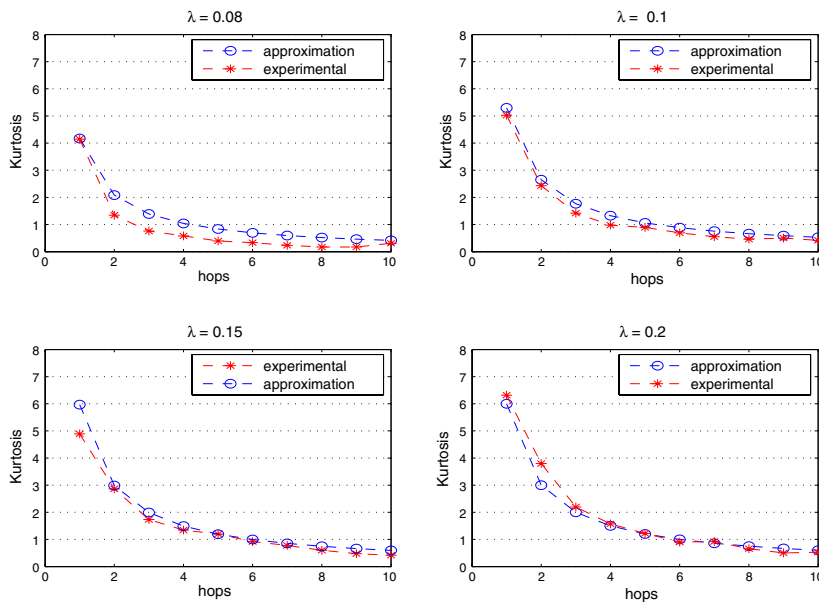 λ = 0.08
8
7
6
5
4
3
2
1
0
Kurtosis
0 2 4 6 8 10
hops
approximation
experimental
λ = 0.1
8
7
6
5
4
3
2
1
0
Kurtosis
0 2 4 6 8 10
hops
approximation
experimental
λ = 0.15
8
7
6
5
4
3
2
1
0
Kurtosis
0 2 4 6 8 10
hops
experimental
approximation
λ = 0.2
8
7
6
5
4
3
2
1
0
Kurtosis
0 2 4 6 8 10
hops
approximation
experimental